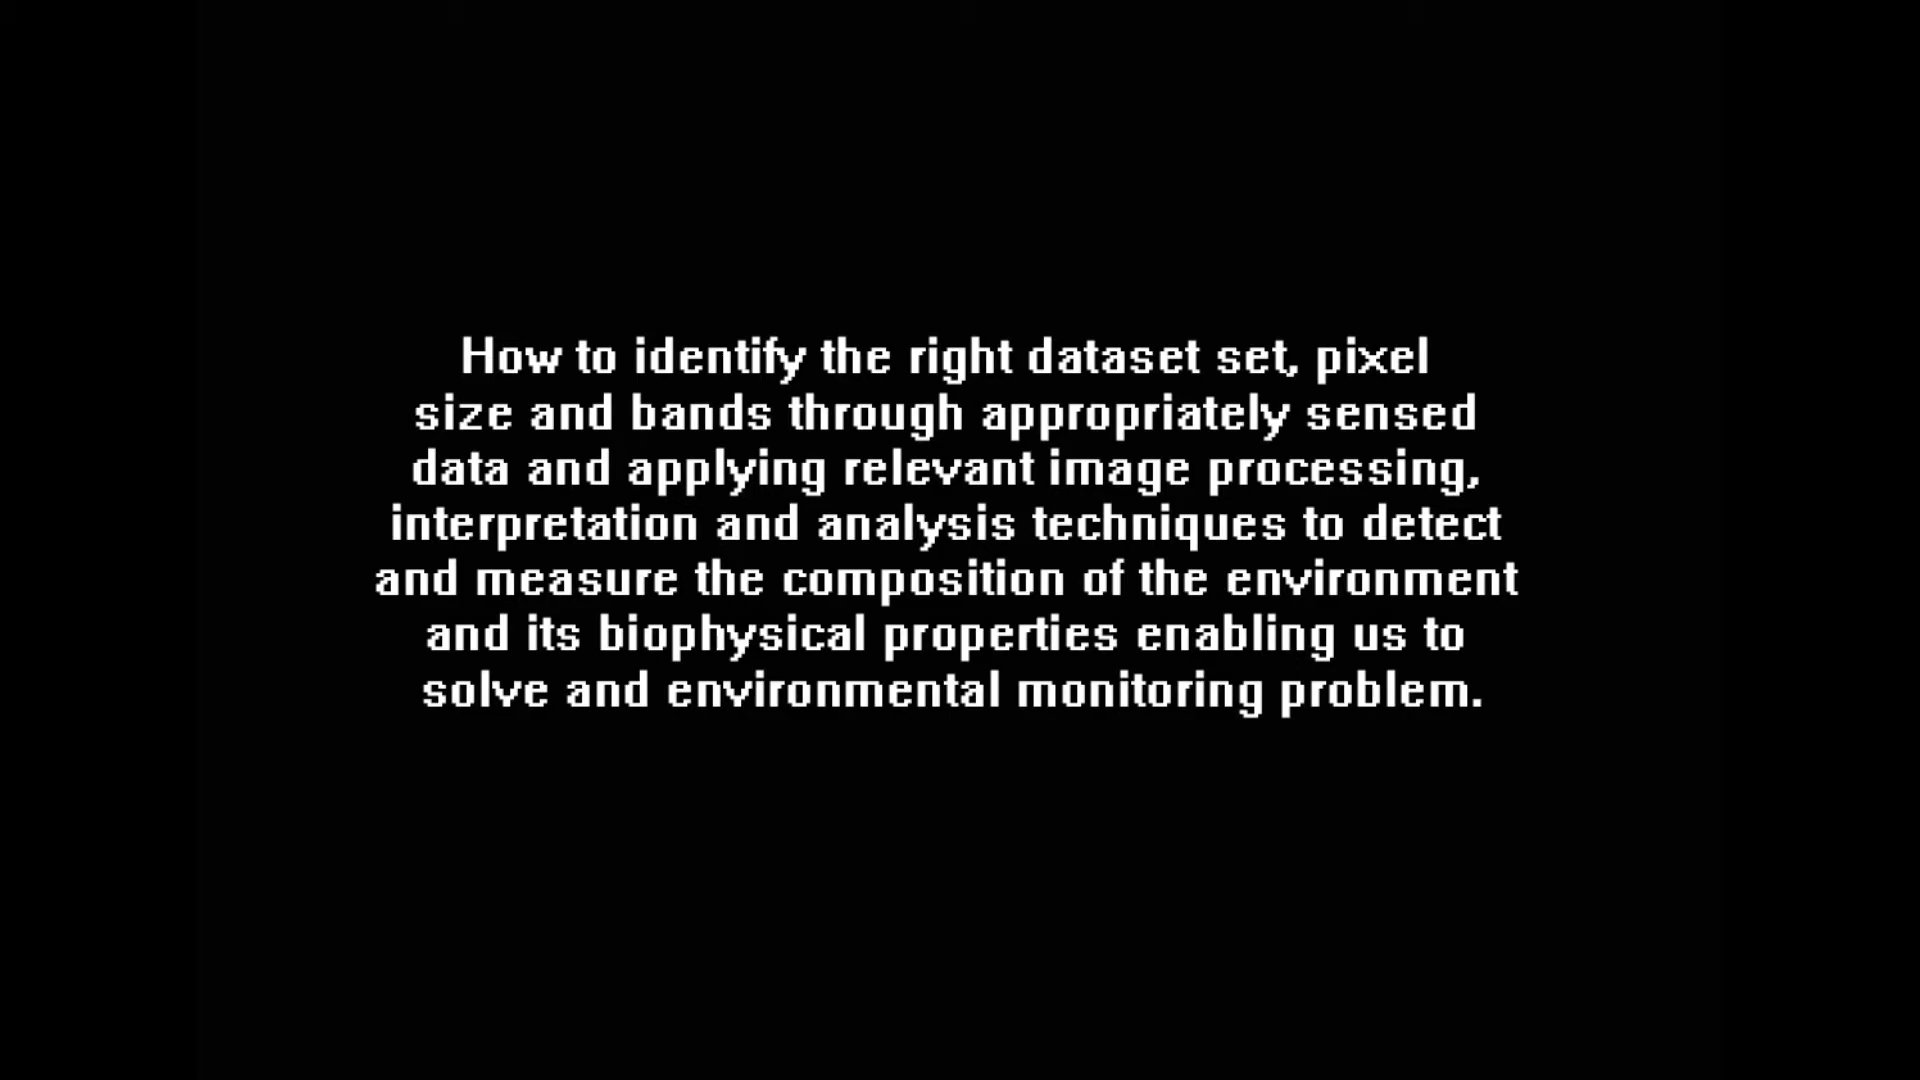 How to identify the right dataset set, pixel
size and bands through appropriately sensed
data and applying relevant image processing,
interpretation and analysis techniques to detect
and measure the composition of the environment
and its biophysical properties enabling us to
solve and environmental monitoring problem.